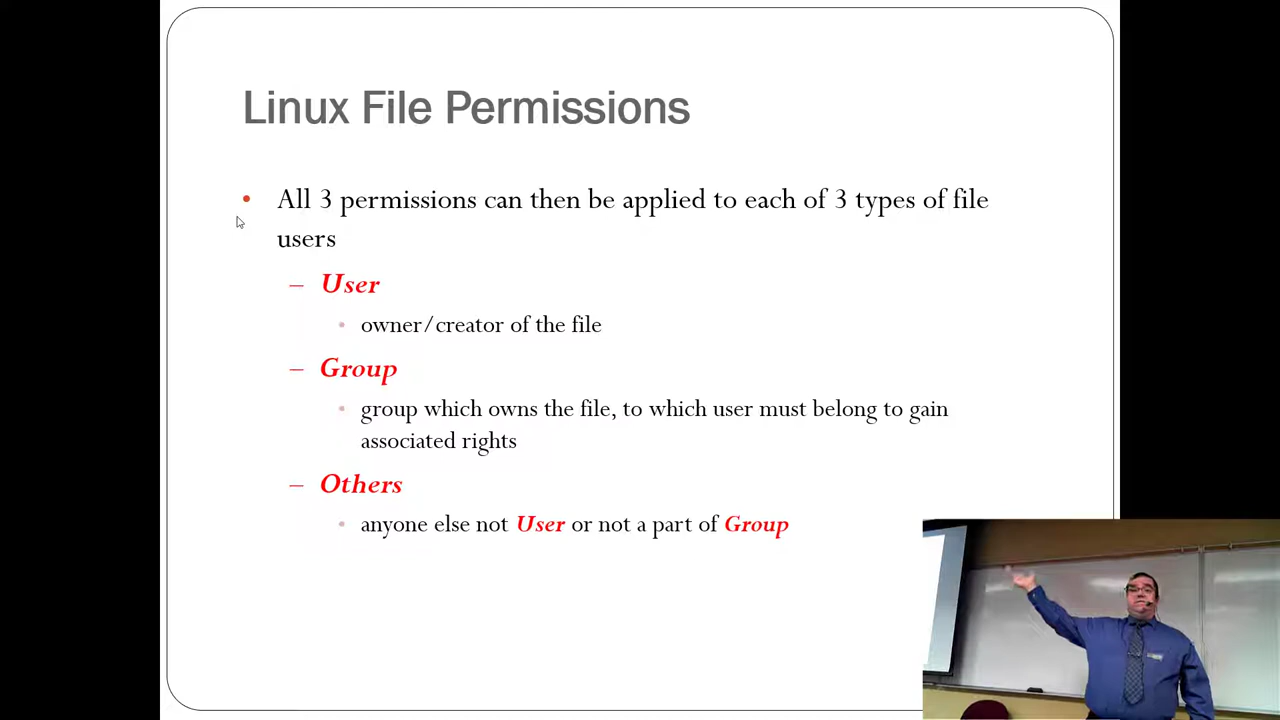 Linux File Permissions
• All 3 permissions can then be applied to each of 3 types of file
users
– User
• owner/creator of the file
– Group
• group which owns the file, to which user must belong to gain
associated rights
– Others
• anyone else not User or not a part of Group